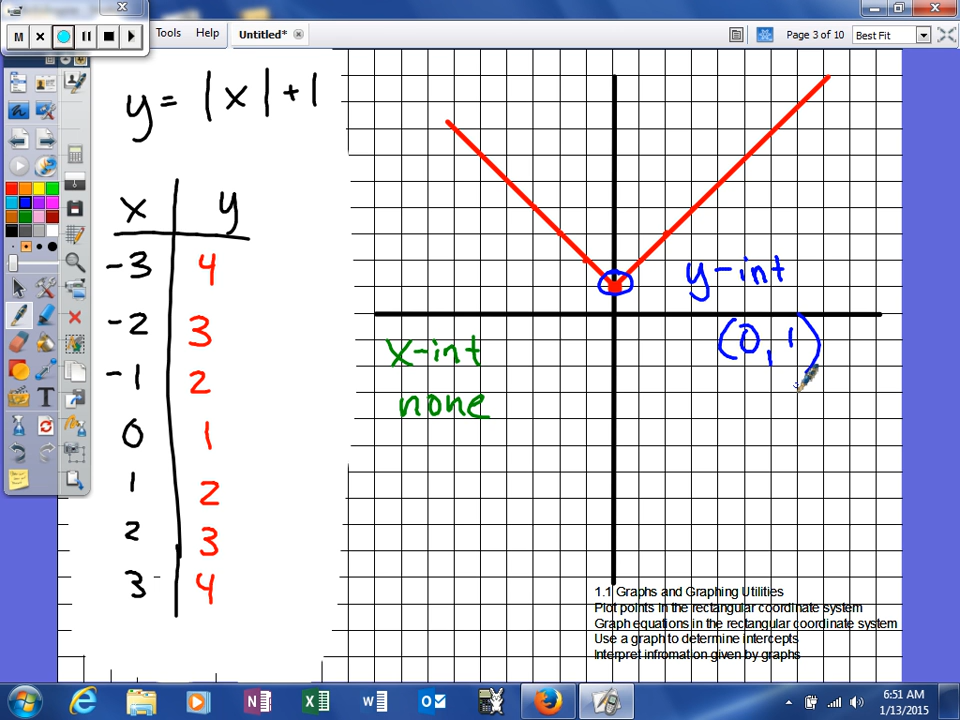 M
Tools Help Untitled* Page 3 of 10 Best Fit
y = |x| + 1
x y
-3 4
-2 3
-1 2
0 1
1 2
2 3
3 4
y-int
(0, 1)
x-int
none
1.1 Graphs and Graphing Utilities
Plot points in the rectangular coordinate system
Graph equations in the rectangular coordinate system
Use a graph to determine intercepts
Interpret infromation given by graphs
6:51 AM
1/13/2015